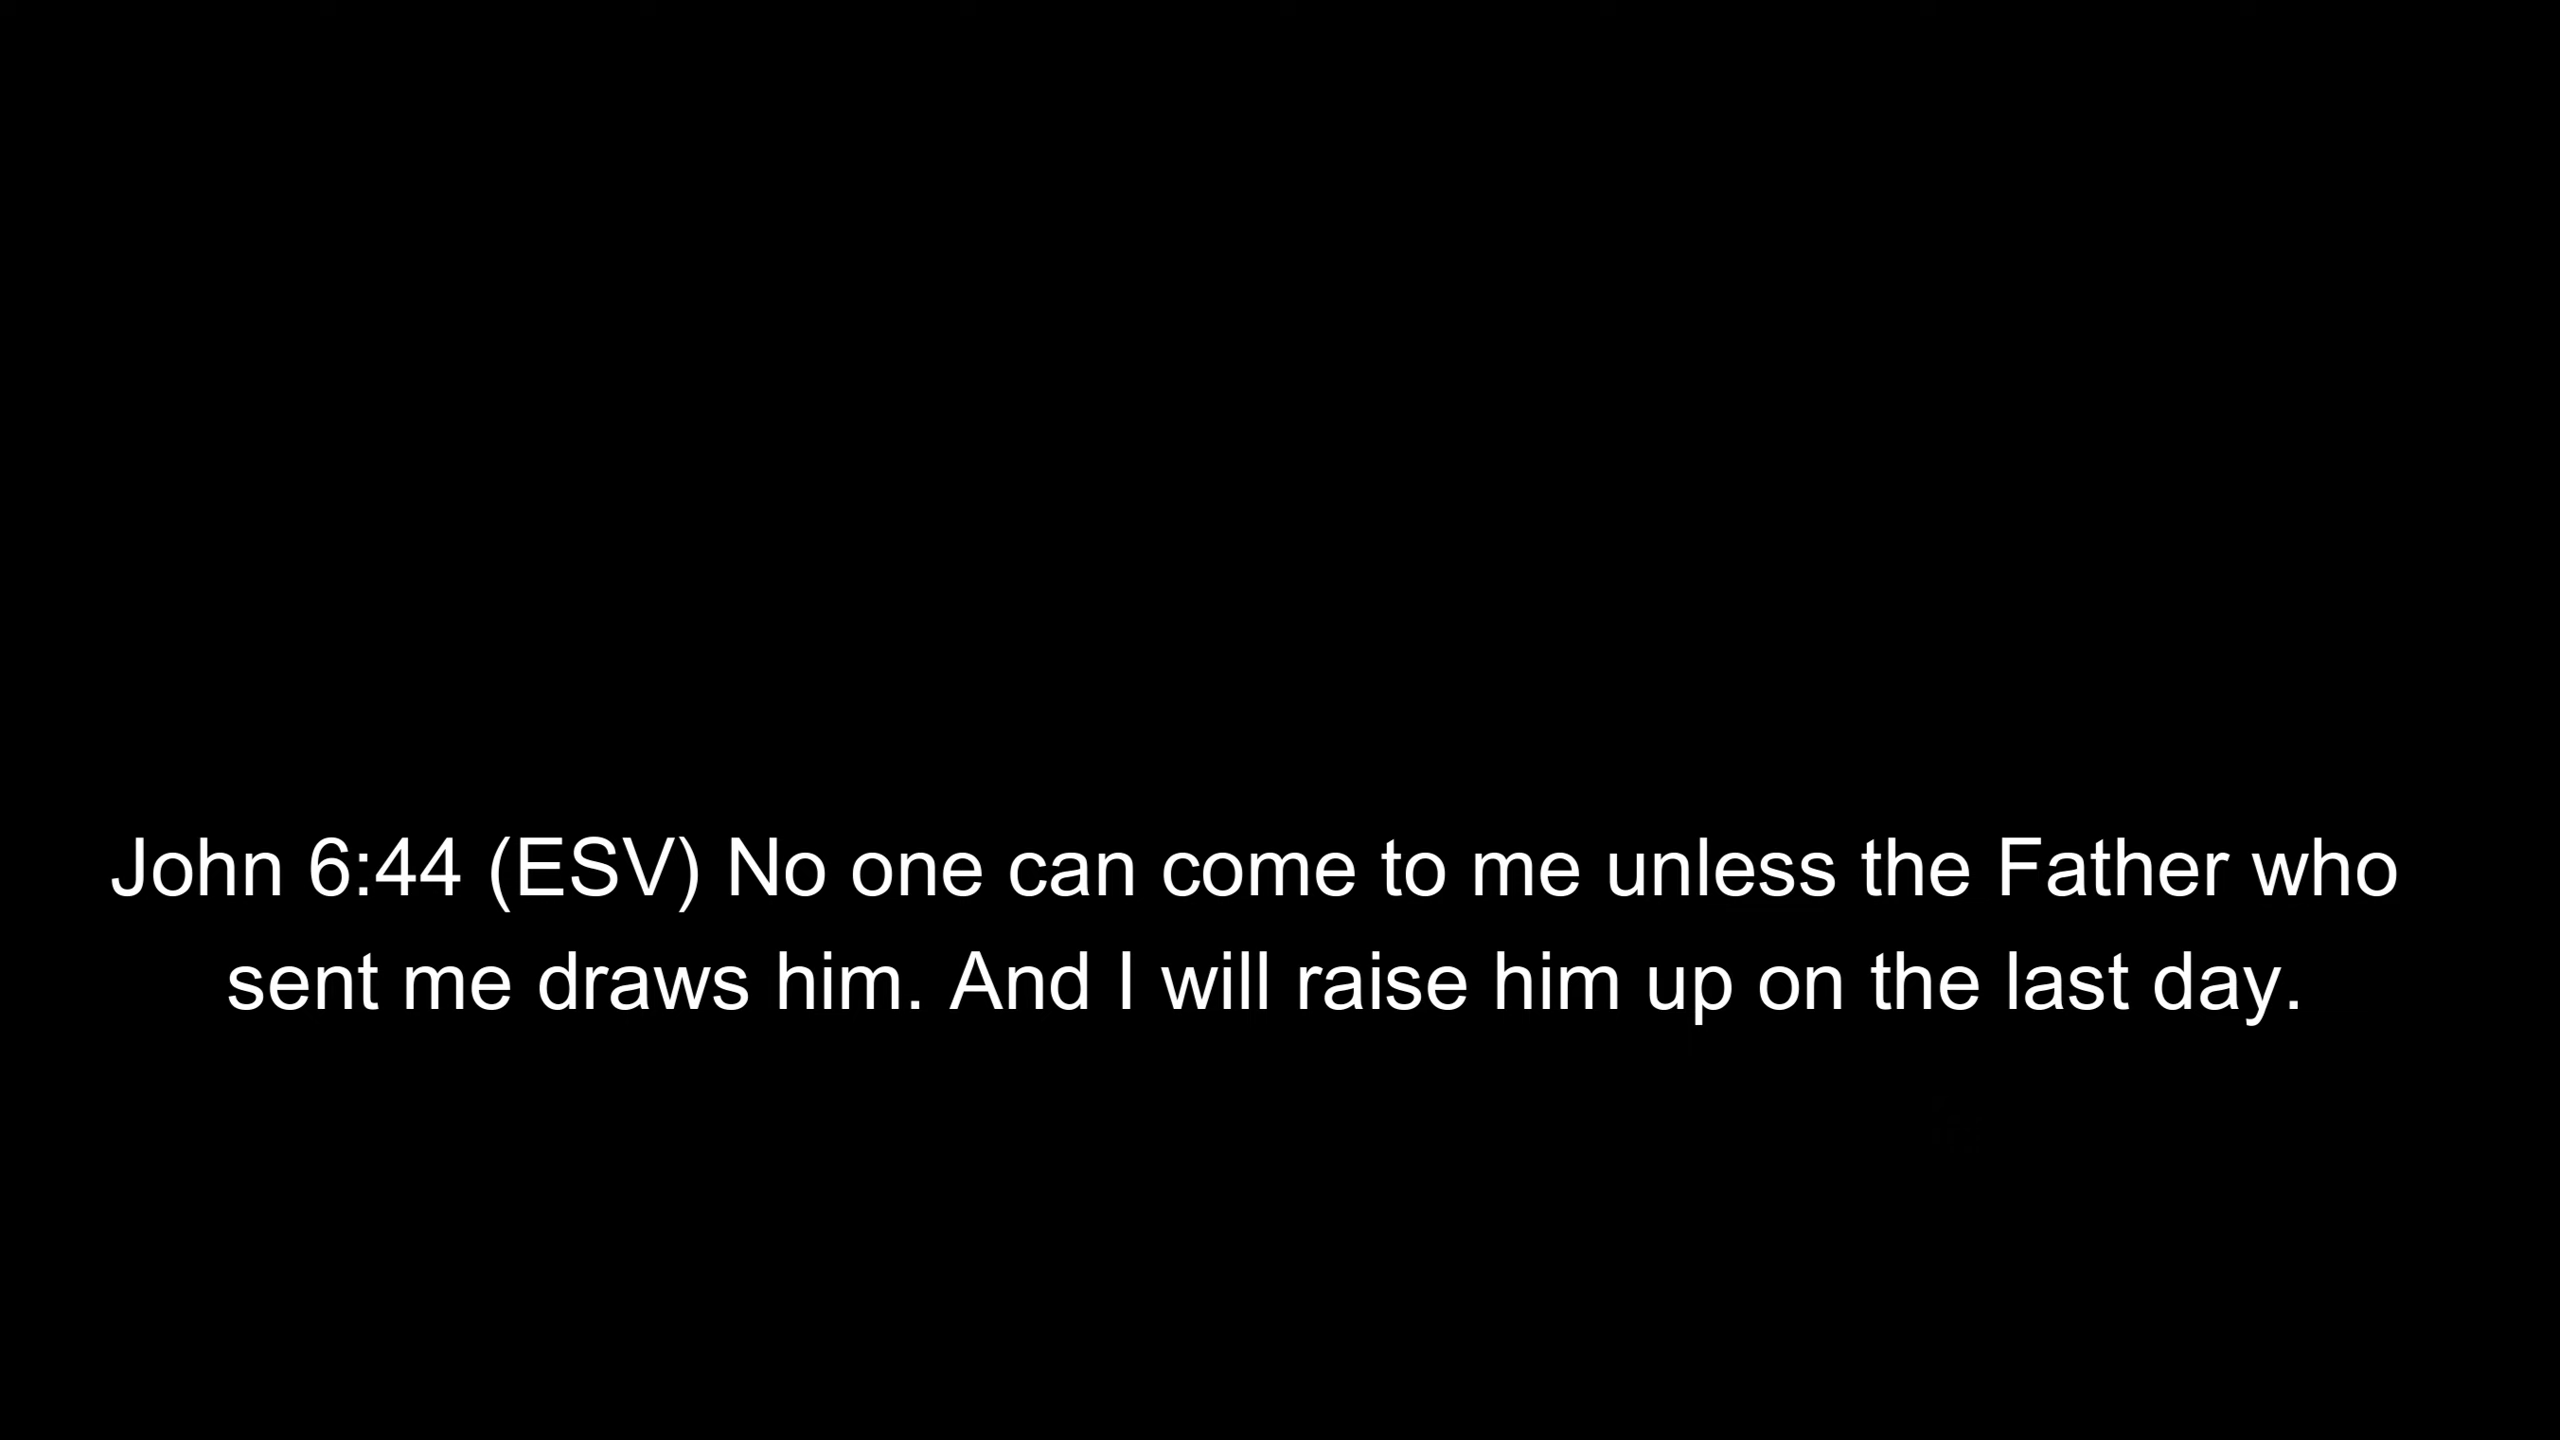 John 6:44 (ESV) No one can come to me unless the Father who
sent me draws him. And I will raise him up on the last day.